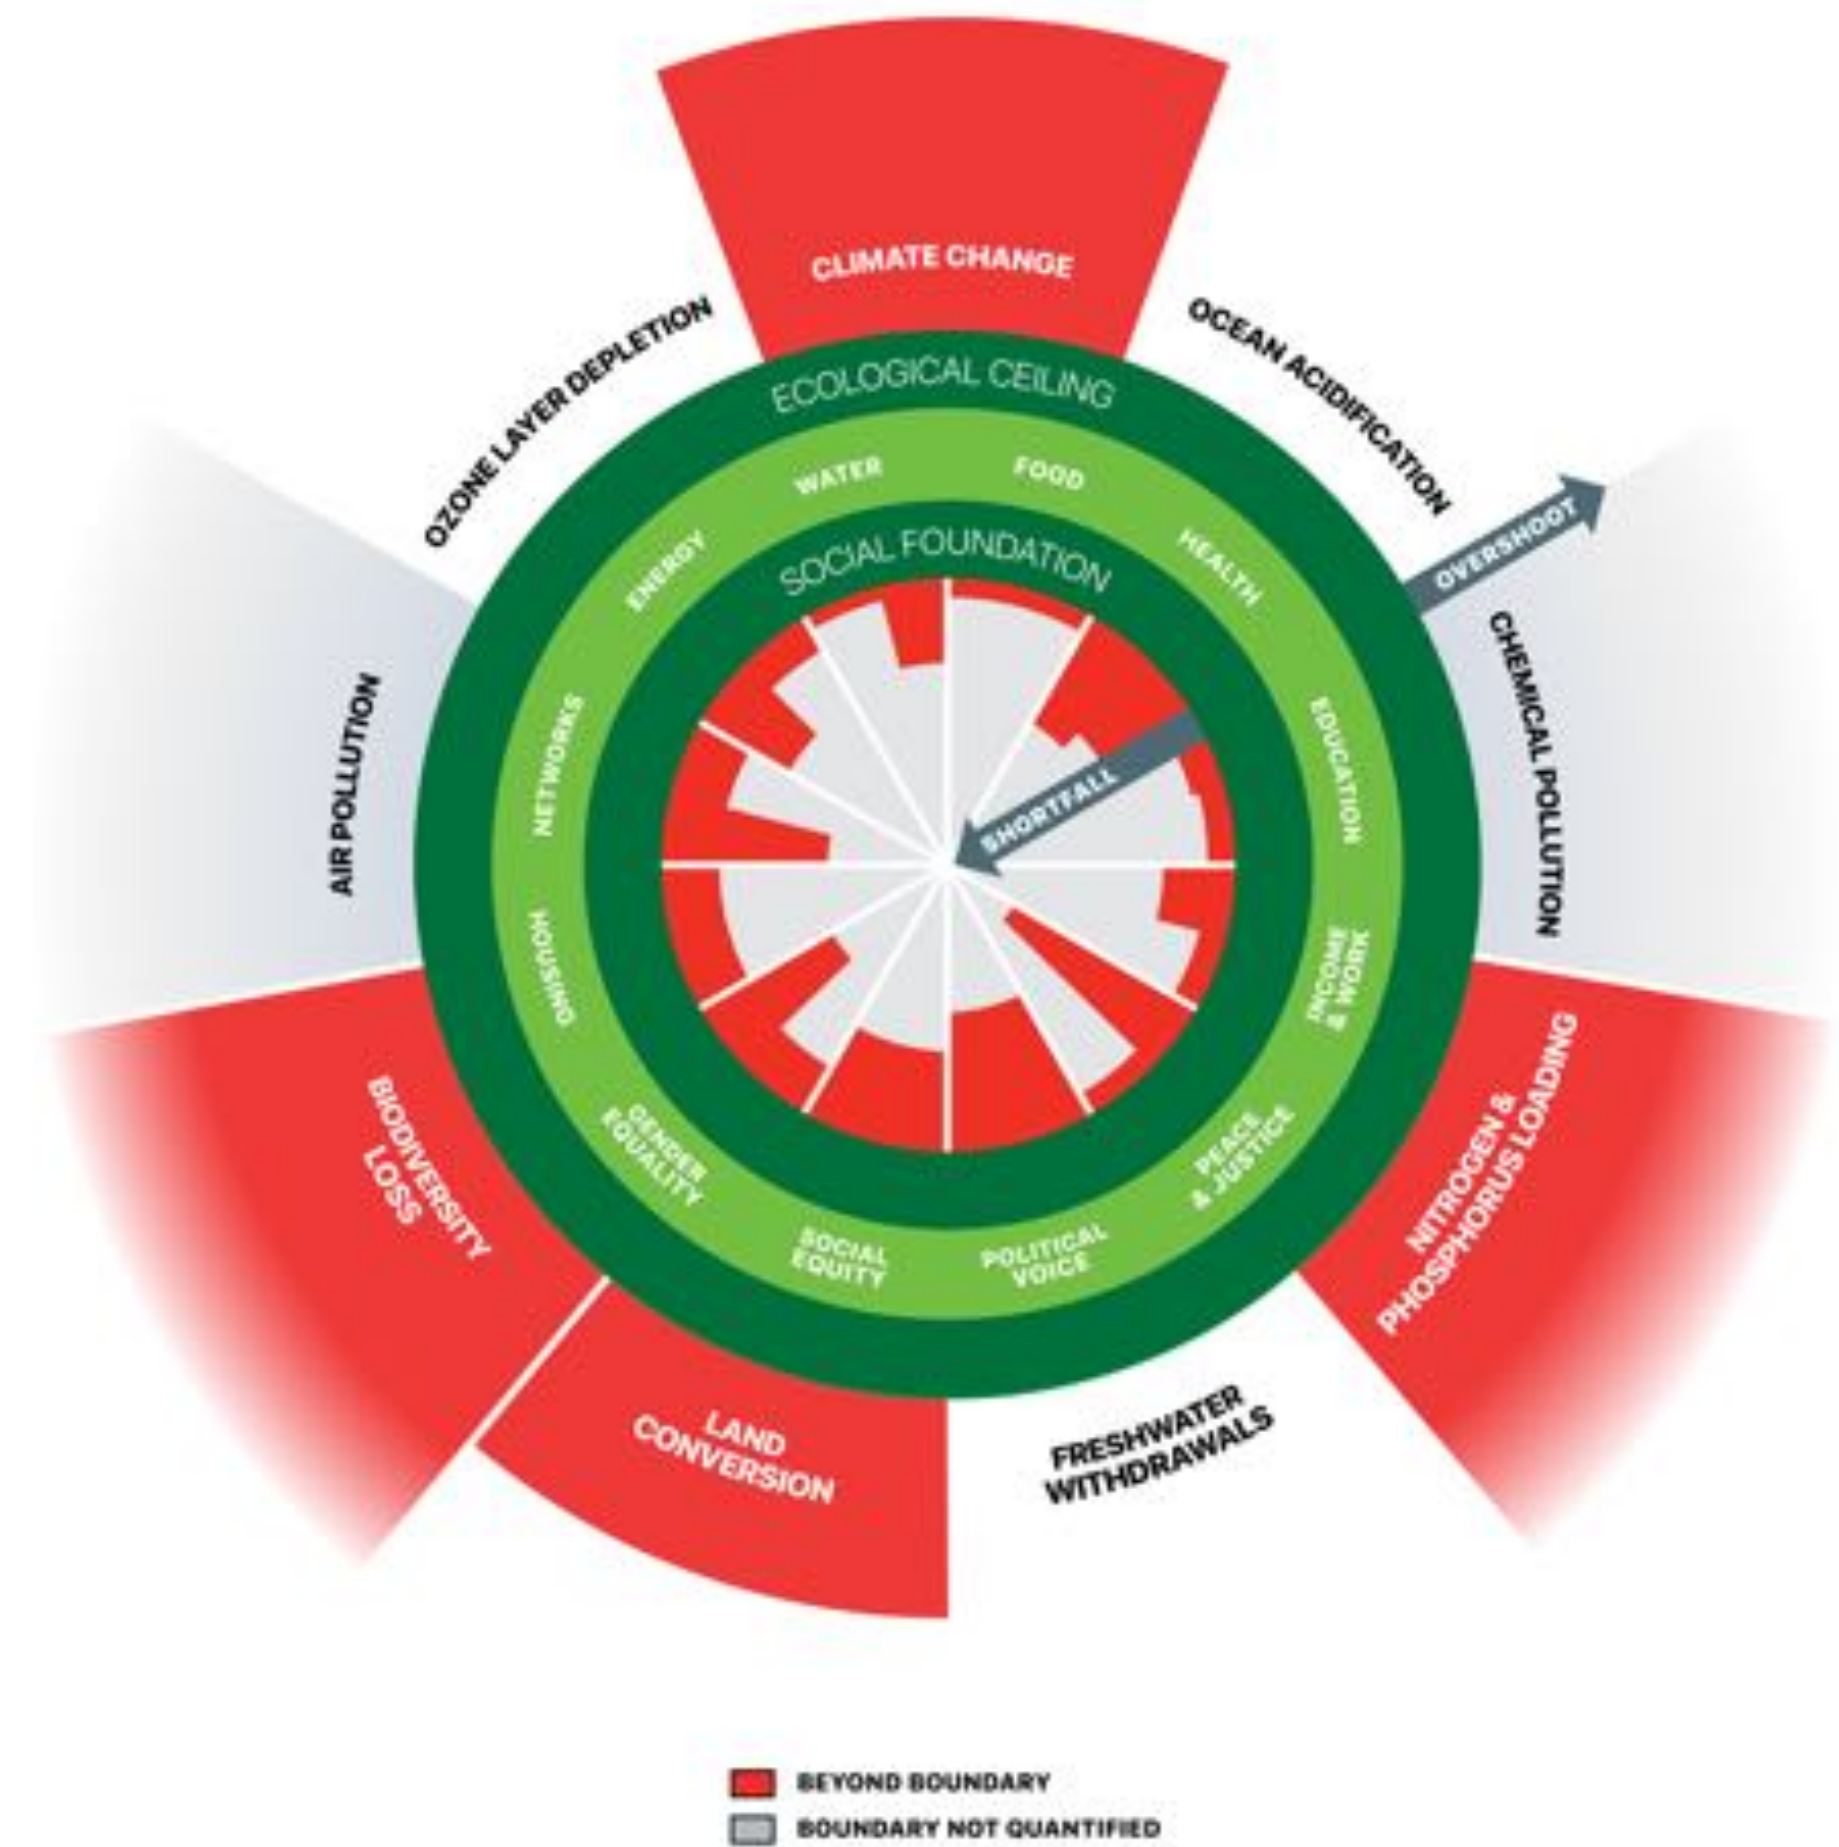 CLIMATE CHANGE
OZONE LAYER DEPLETION
OCEAN ACIDIFICATION
ECOLOGICAL CEILING
WATER
FOOD
ENERGY
HEALTH
SOCIAL FOUNDATION
OVERSHOOT
NETWORKS
EDUCATION
AIR POLLUTION
CHEMICAL POLLUTION
SHORTFALL
HOUSING
INCOME
& WORK
BIODIVERSITY
LOSS
GENDER
EQUALITY
PEACE
& JUSTICE
NITROGEN &
PHOSPHORUS LOADING
SOCIAL
EQUITY
POLITICAL
VOICE
LAND
CONVERSION
FRESHWATER
WITHDRAWALS
BEYOND BOUNDARY
BOUNDARY NOT QUANTIFIED